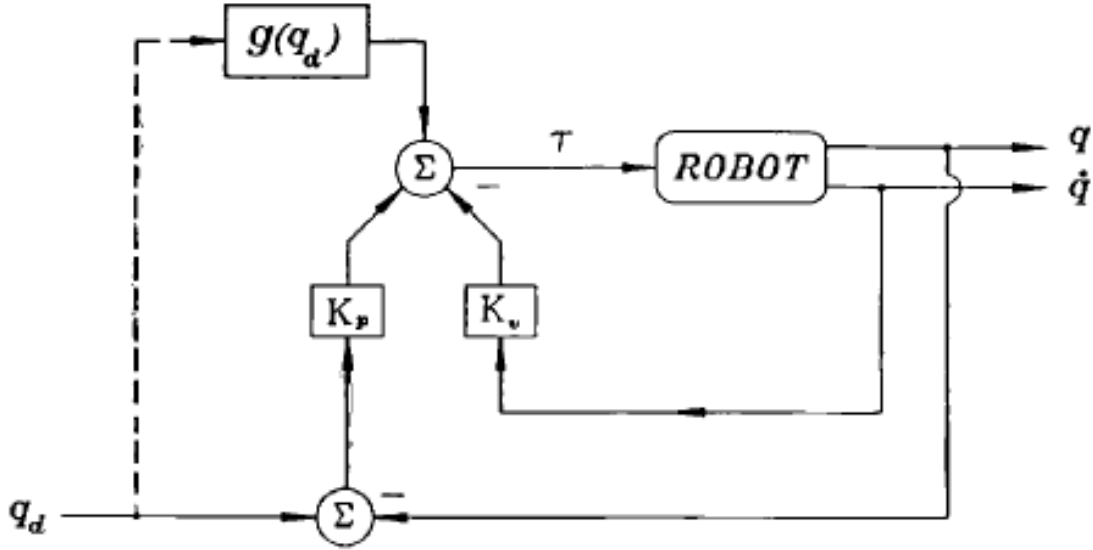 g(q_d)
Σ
−
τ
ROBOT
q
q̇
K_p
K_v
q_d
Σ
−